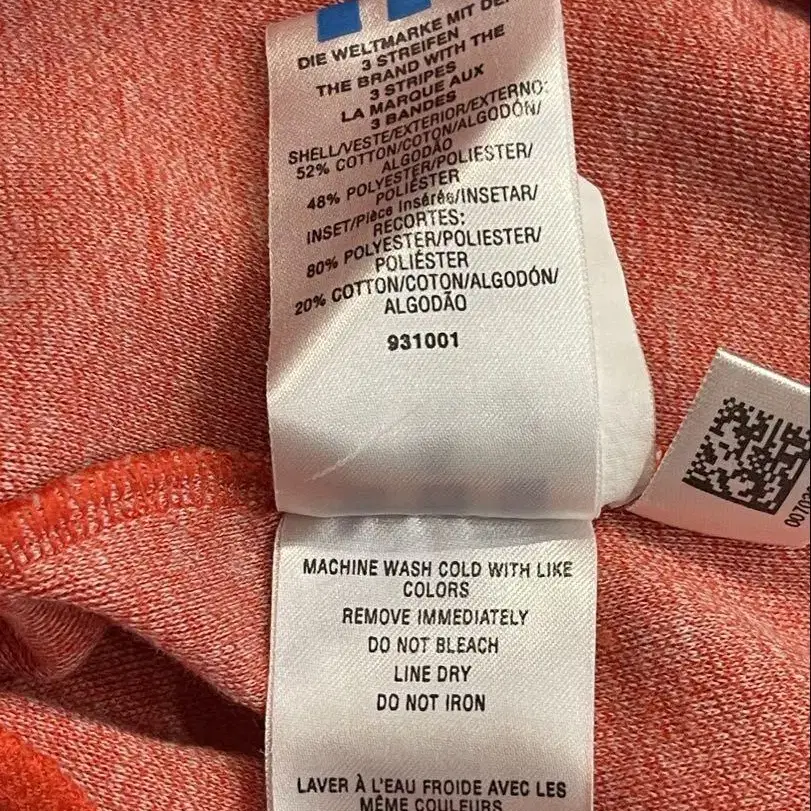 DIE WELTMARKE MIT DEN
3 STREIFEN
THE BRAND WITH THE
3 STRIPES
LA MARQUE AUX
3 BANDES
SHELL/VESTE/EXTERIOR/EXTERNO:
52% COTTON/COTON/ALGODÓN/
ALGODÃO
48% POLYESTER/POLIESTER/
POLIÉSTER
INSET/Pièce Insérés/INSETAR/
RECORTES:
80% POLYESTER/POLIESTER/
POLIÉSTER
20% COTTON/COTON/ALGODÓN/
ALGODÃO
931001
MACHINE WASH COLD WITH LIKE
COLORS
REMOVE IMMEDIATELY
DO NOT BLEACH
LINE DRY
DO NOT IRON
LAVER À L'EAU FROIDE AVEC LES
MÊME COULEURS